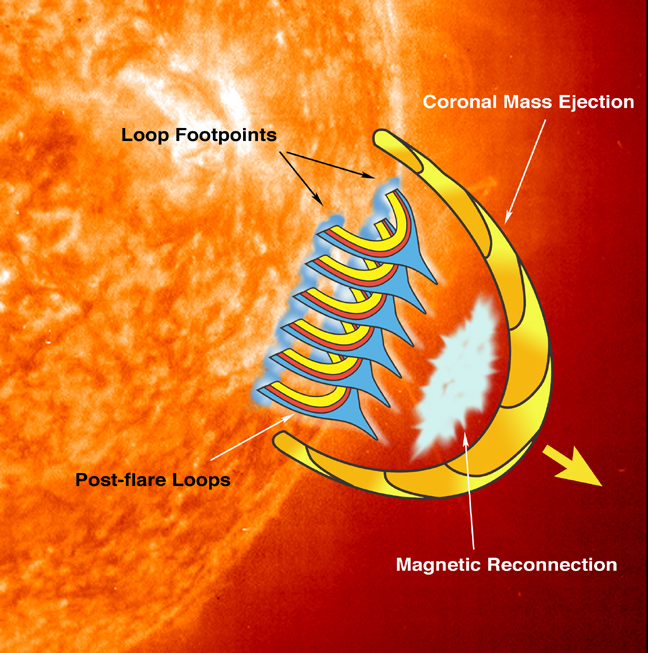 Coronal Mass Ejection
Loop Footpoints
Post-flare Loops
Magnetic Reconnection